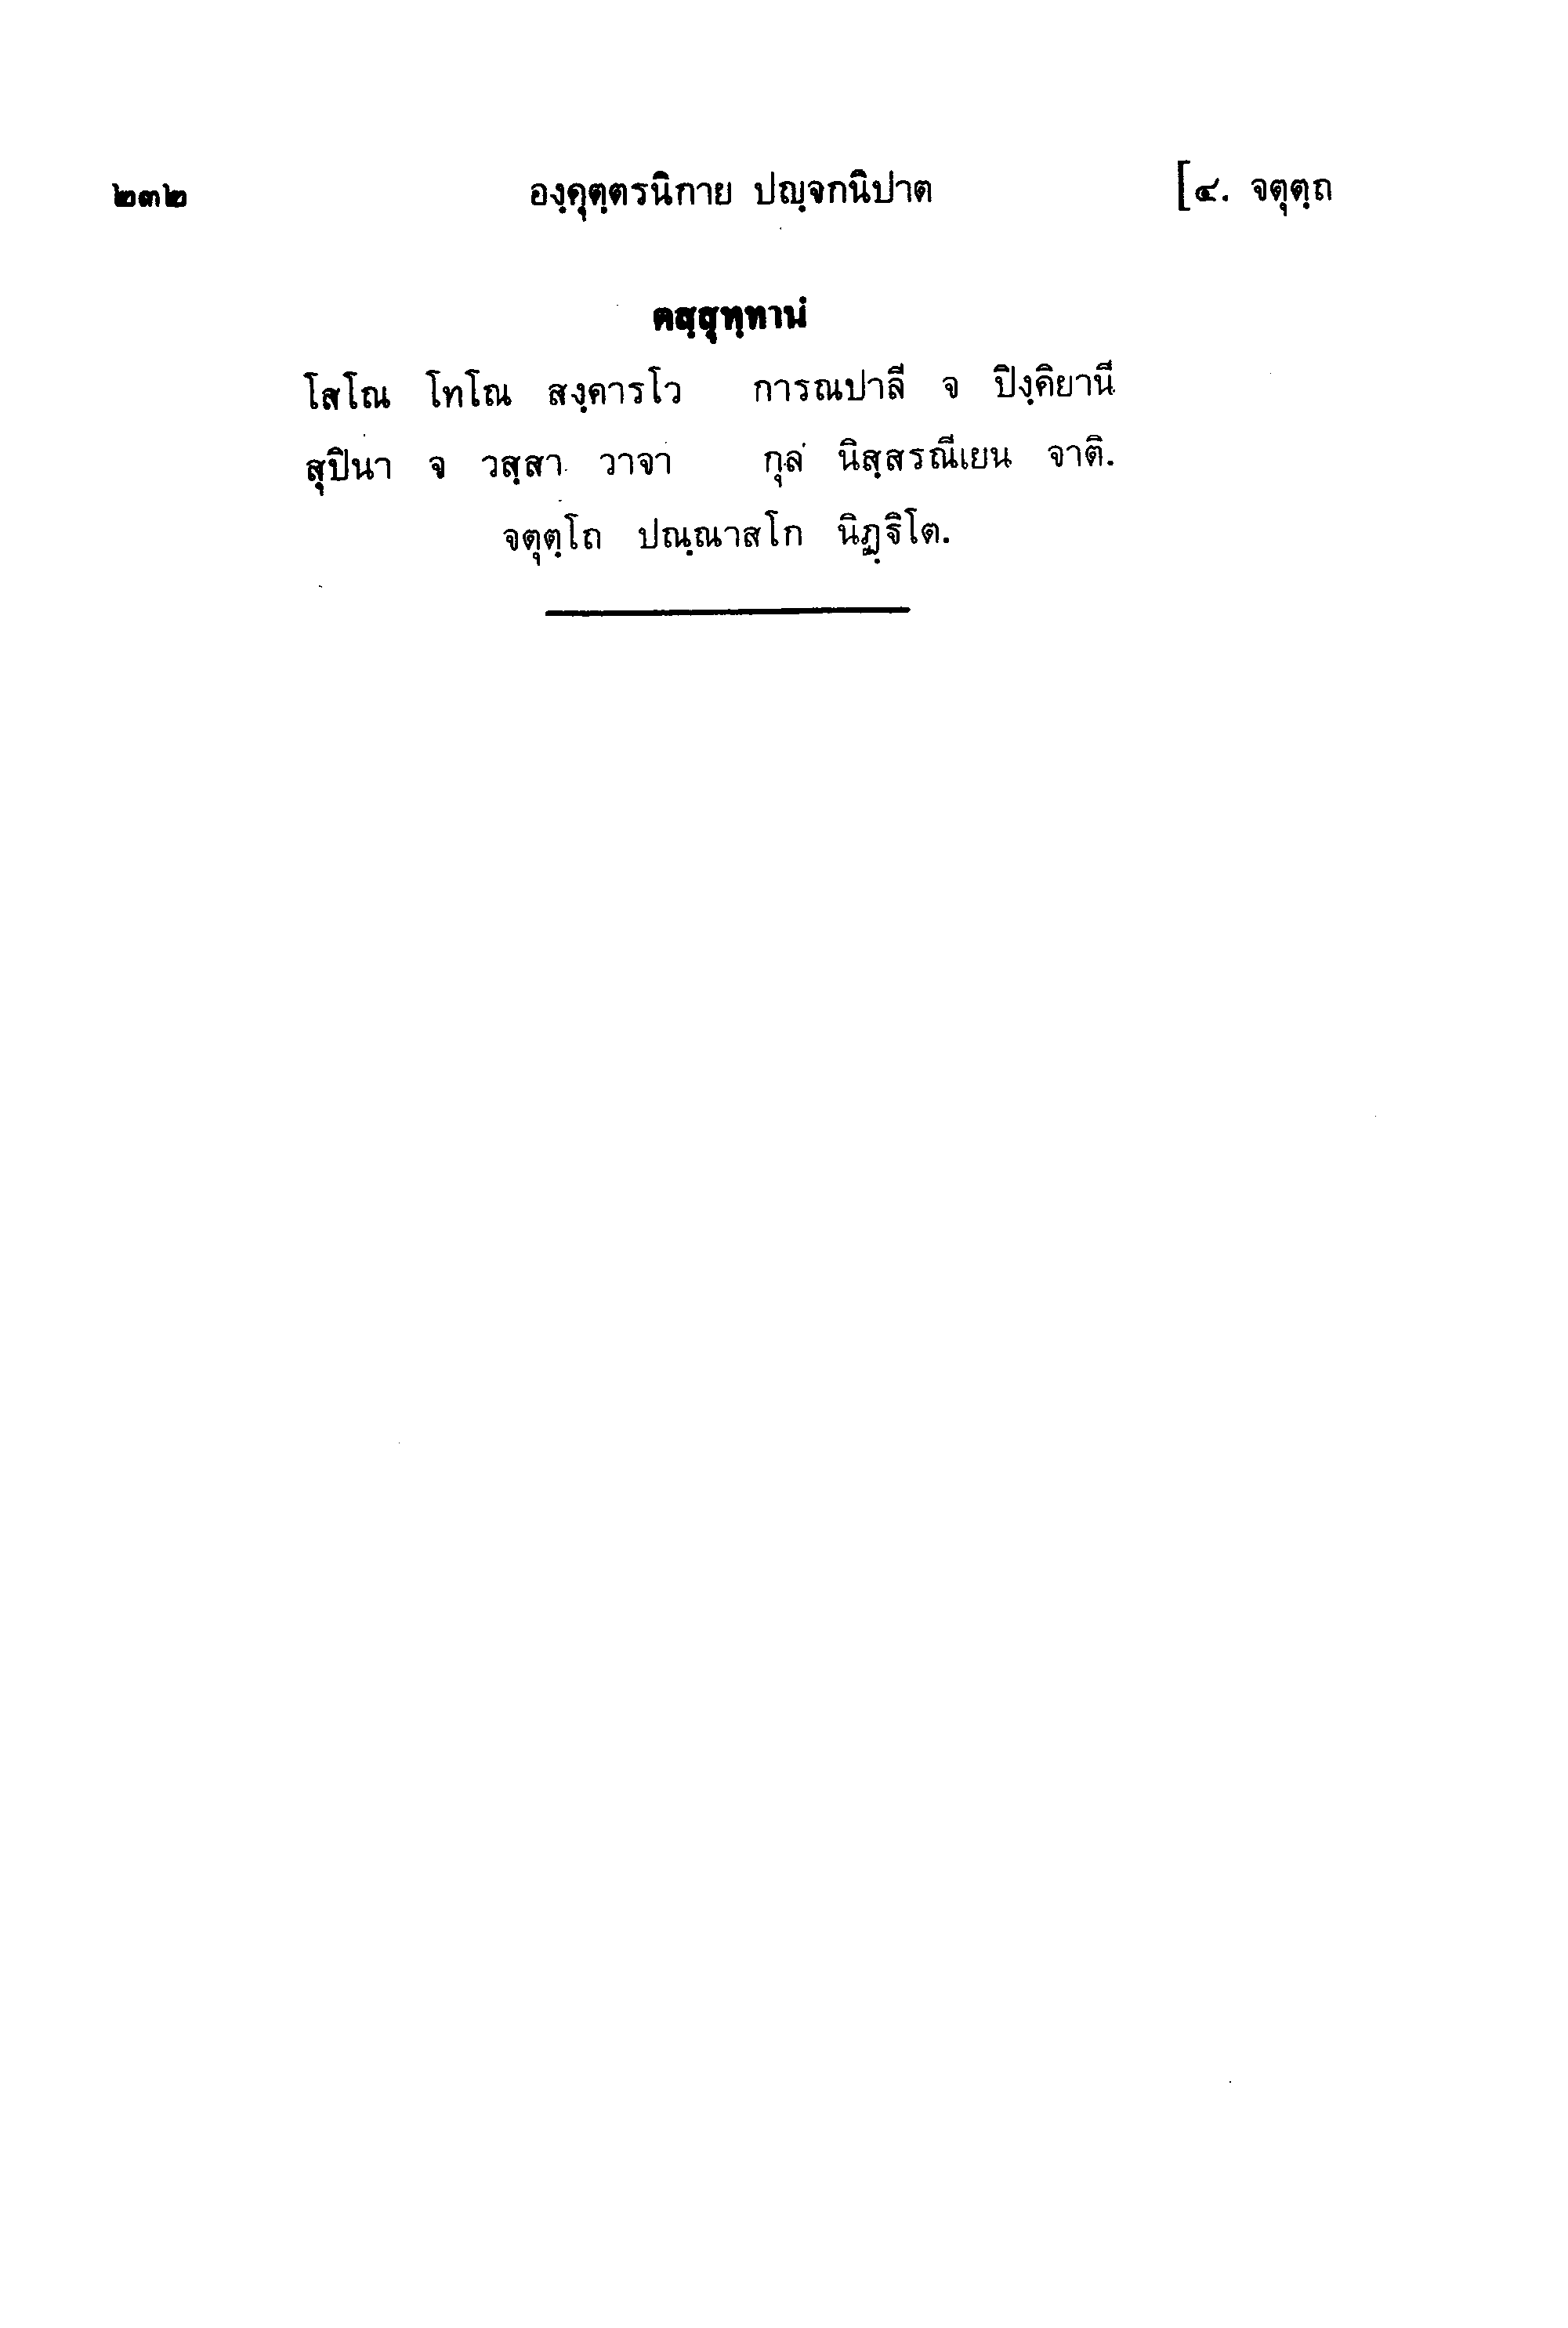 ๒๓๒ องฺคุตฺตรนิกาย ปญฺจกนิปาต [๔. จตุตฺถ
ตสฺสุทฺทานํ
โสโณ โทโณ สงฺคารโว การณปาลี จ ปิงฺคิยานี
สุปินา จ วสฺสา วาจา กุลํ นิสฺสรณีเยน จาติ.
จตุตฺโถ ปณฺณาสโก นิฏฺฐิโต.